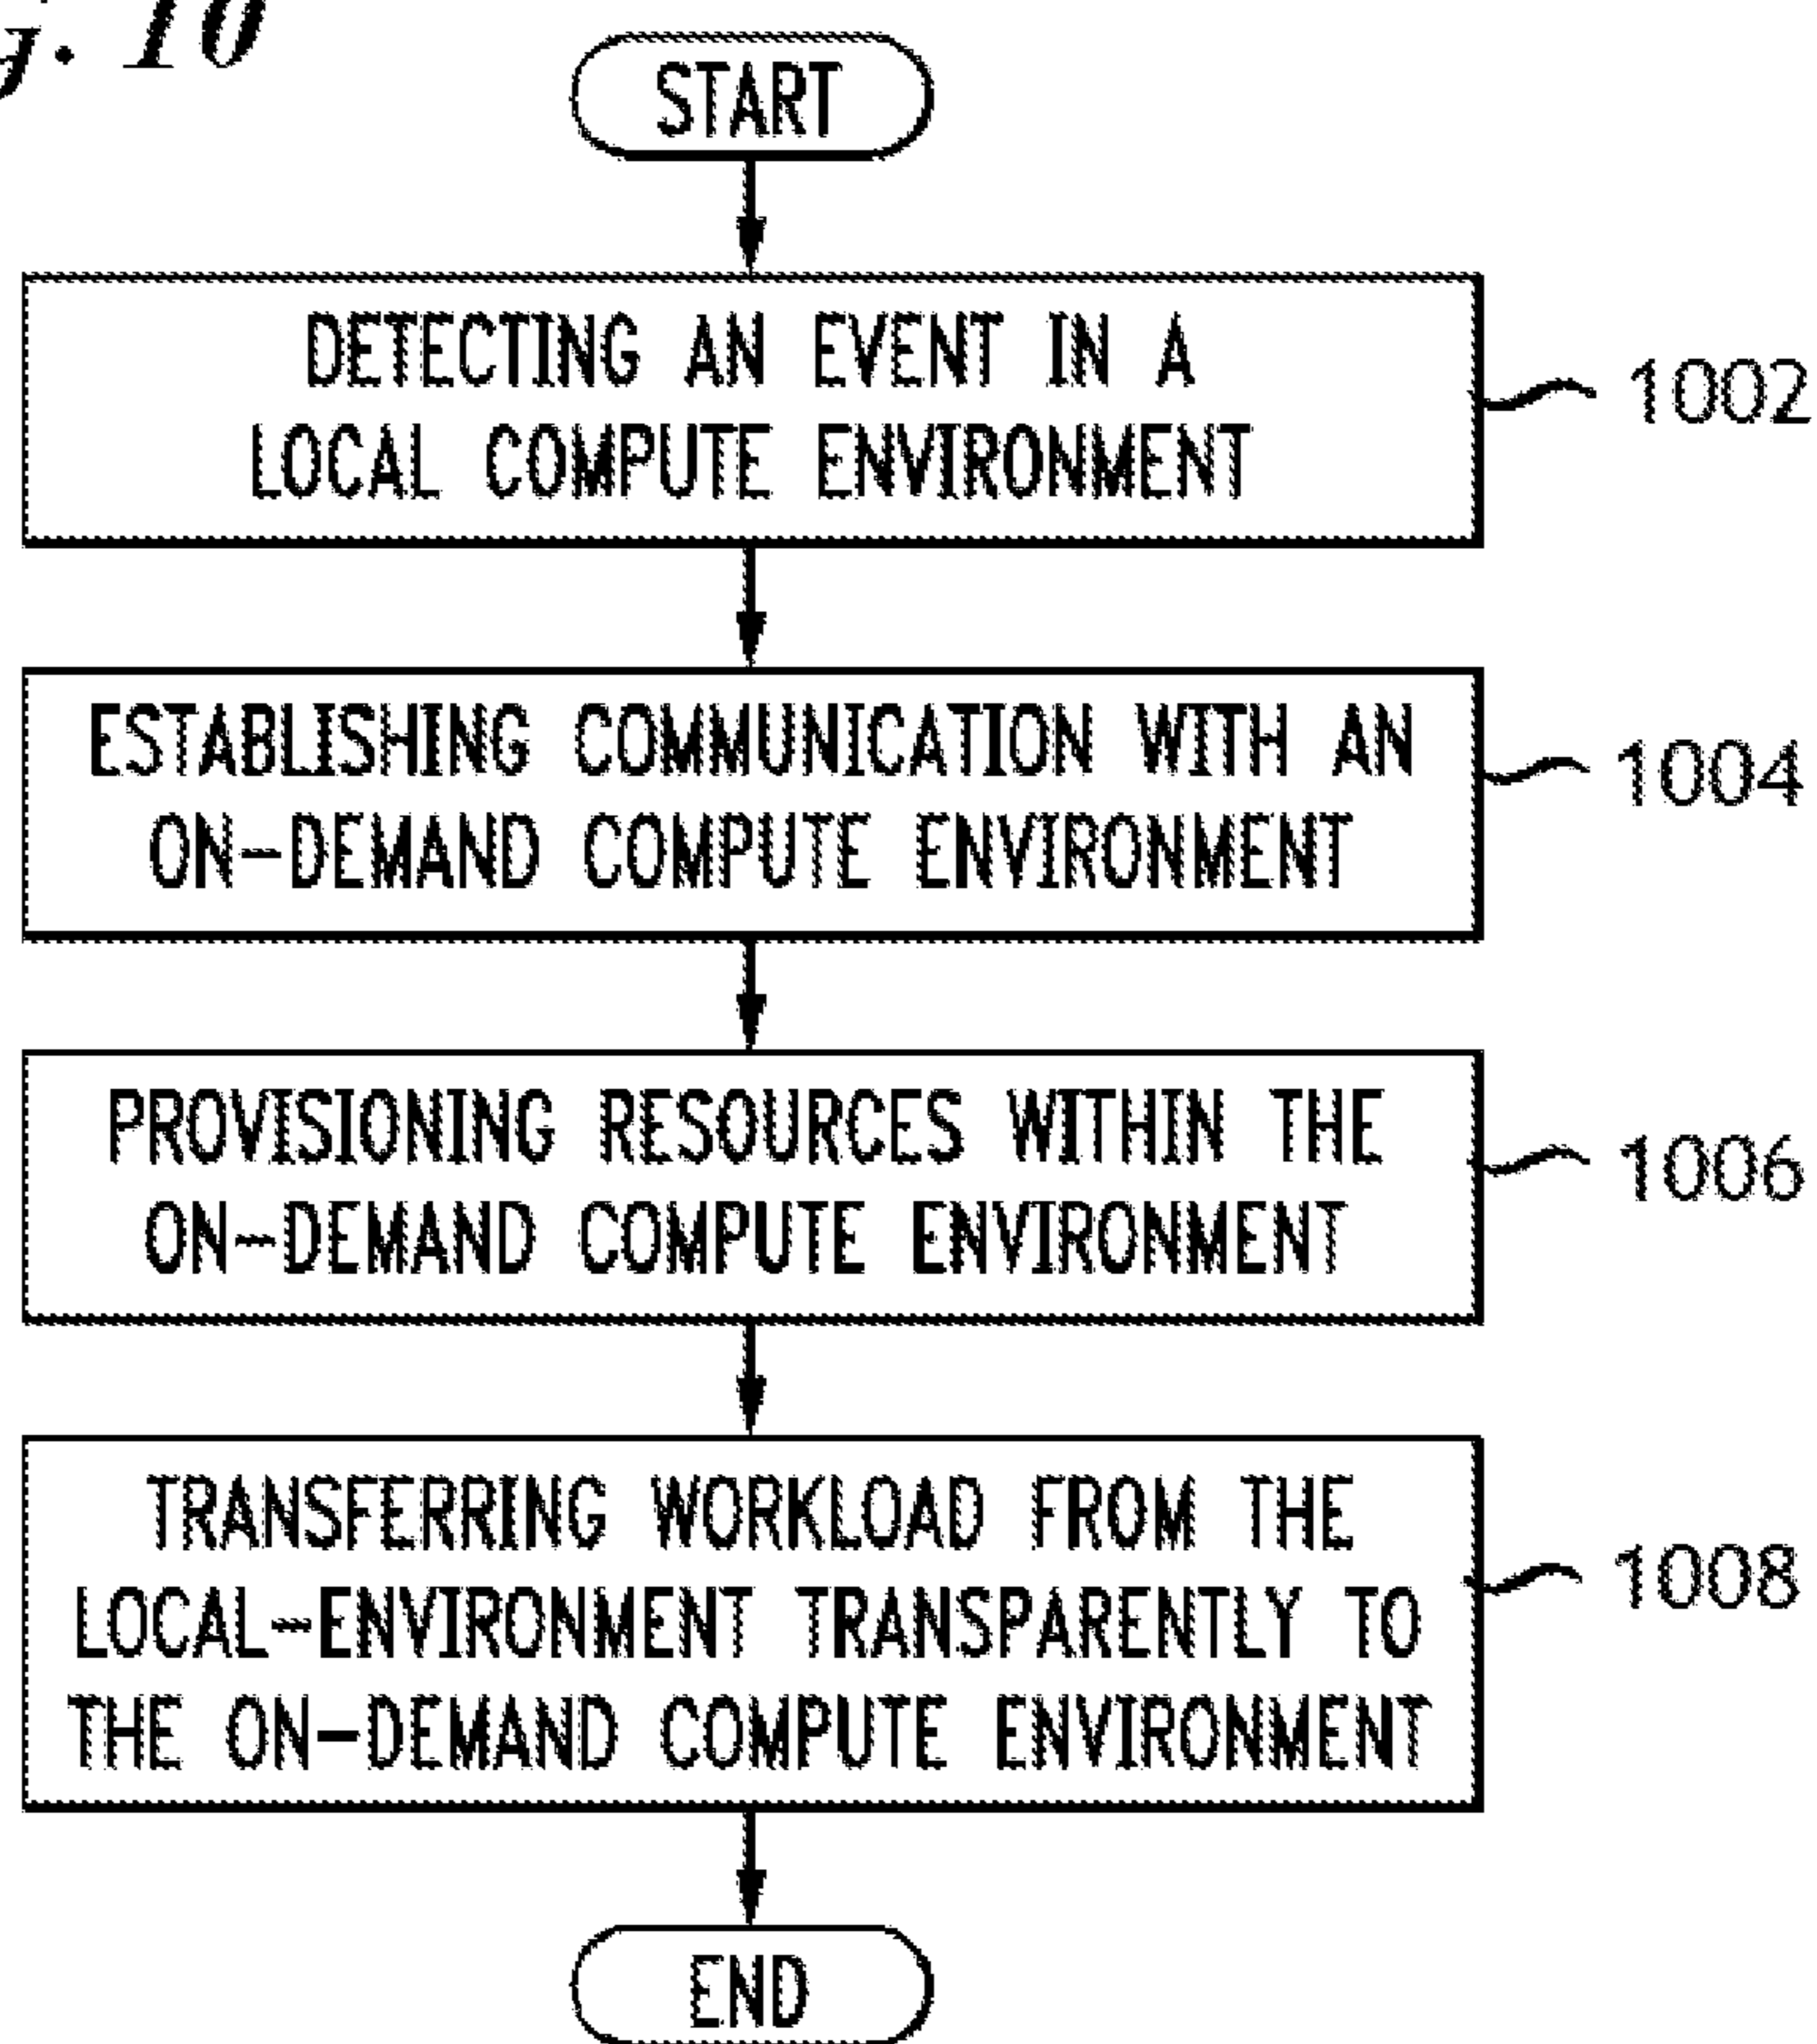 g. 10
START
DETECTING AN EVENT IN A
LOCAL COMPUTE ENVIRONMENT
1002
ESTABLISHING COMMUNICATION WITH AN
ON-DEMAND COMPUTE ENVIRONMENT
1004
PROVISIONING RESOURCES WITHIN THE
ON-DEMAND COMPUTE ENVIRONMENT
1006
TRANSFERRING WORKLOAD FROM THE
LOCAL-ENVIRONMENT TRANSPARENTLY TO
THE ON-DEMAND COMPUTE ENVIRONMENT
1008
END